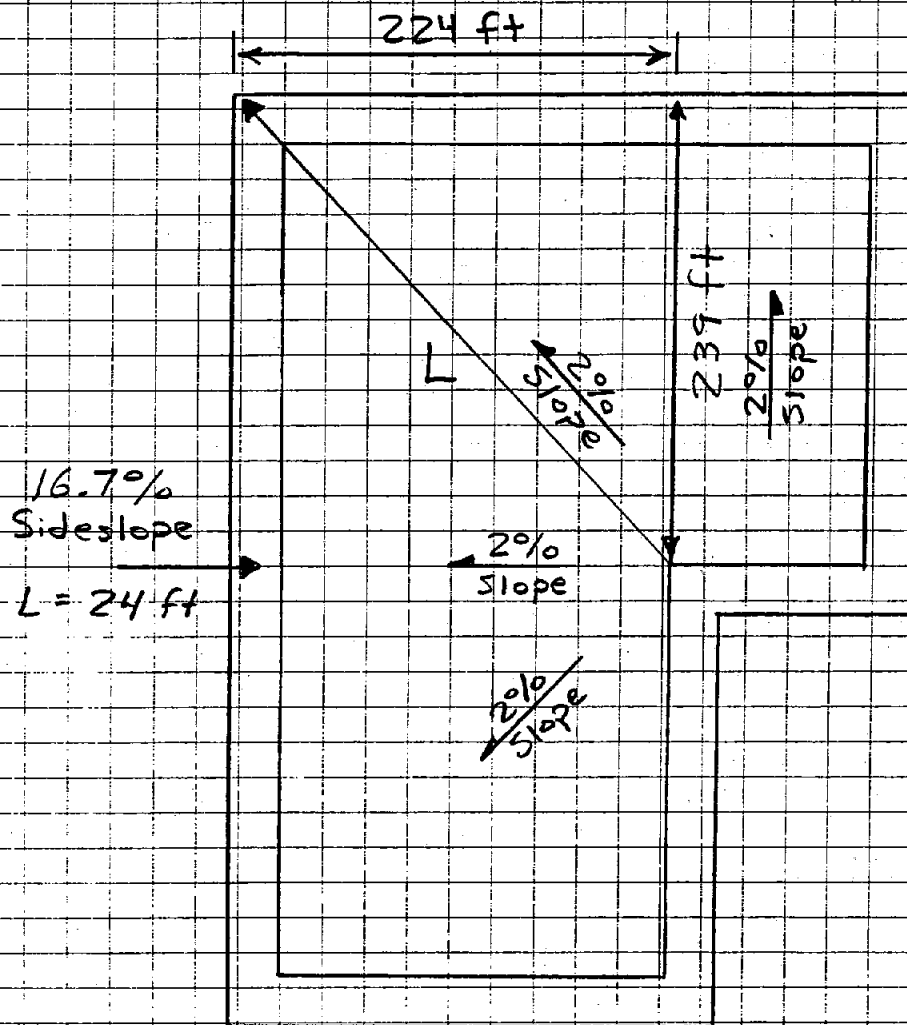 224 ft
239 ft
2%
Slope
L
2%
Slope
16.7%
Sideslope
L = 24 ft
2%
Slope
2%
Slope